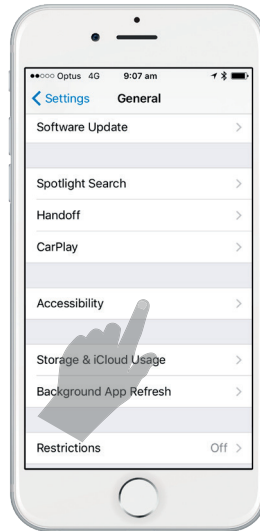 Optus 4G 9:07 am
Settings General
Software Update
Spotlight Search
Handoff
CarPlay
Accessibility
Storage & iCloud Usage
Background App Refresh
Restrictions Off